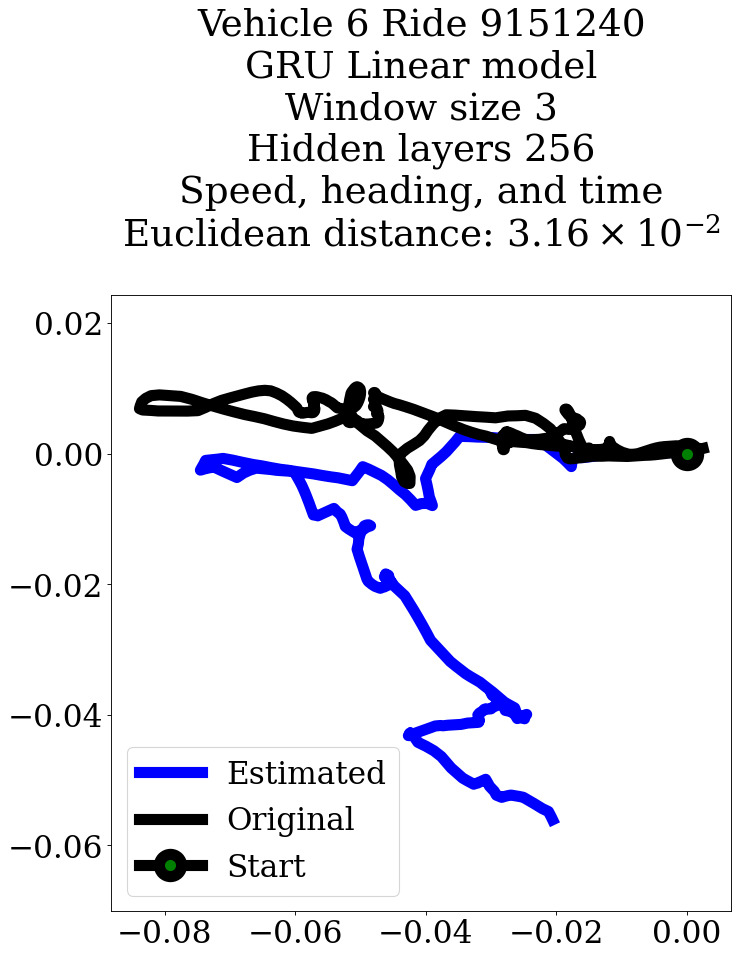 Vehicle 6 Ride 9151240
GRU Linear model
Window size 3
Hidden layers 256
Speed, heading, and time
Euclidean distance: 3.16 × 10⁻²
0.02
0.00
−0.02
−0.04
−0.06
Estimated
Original
Start
−0.08 −0.06 −0.04 −0.02 0.00